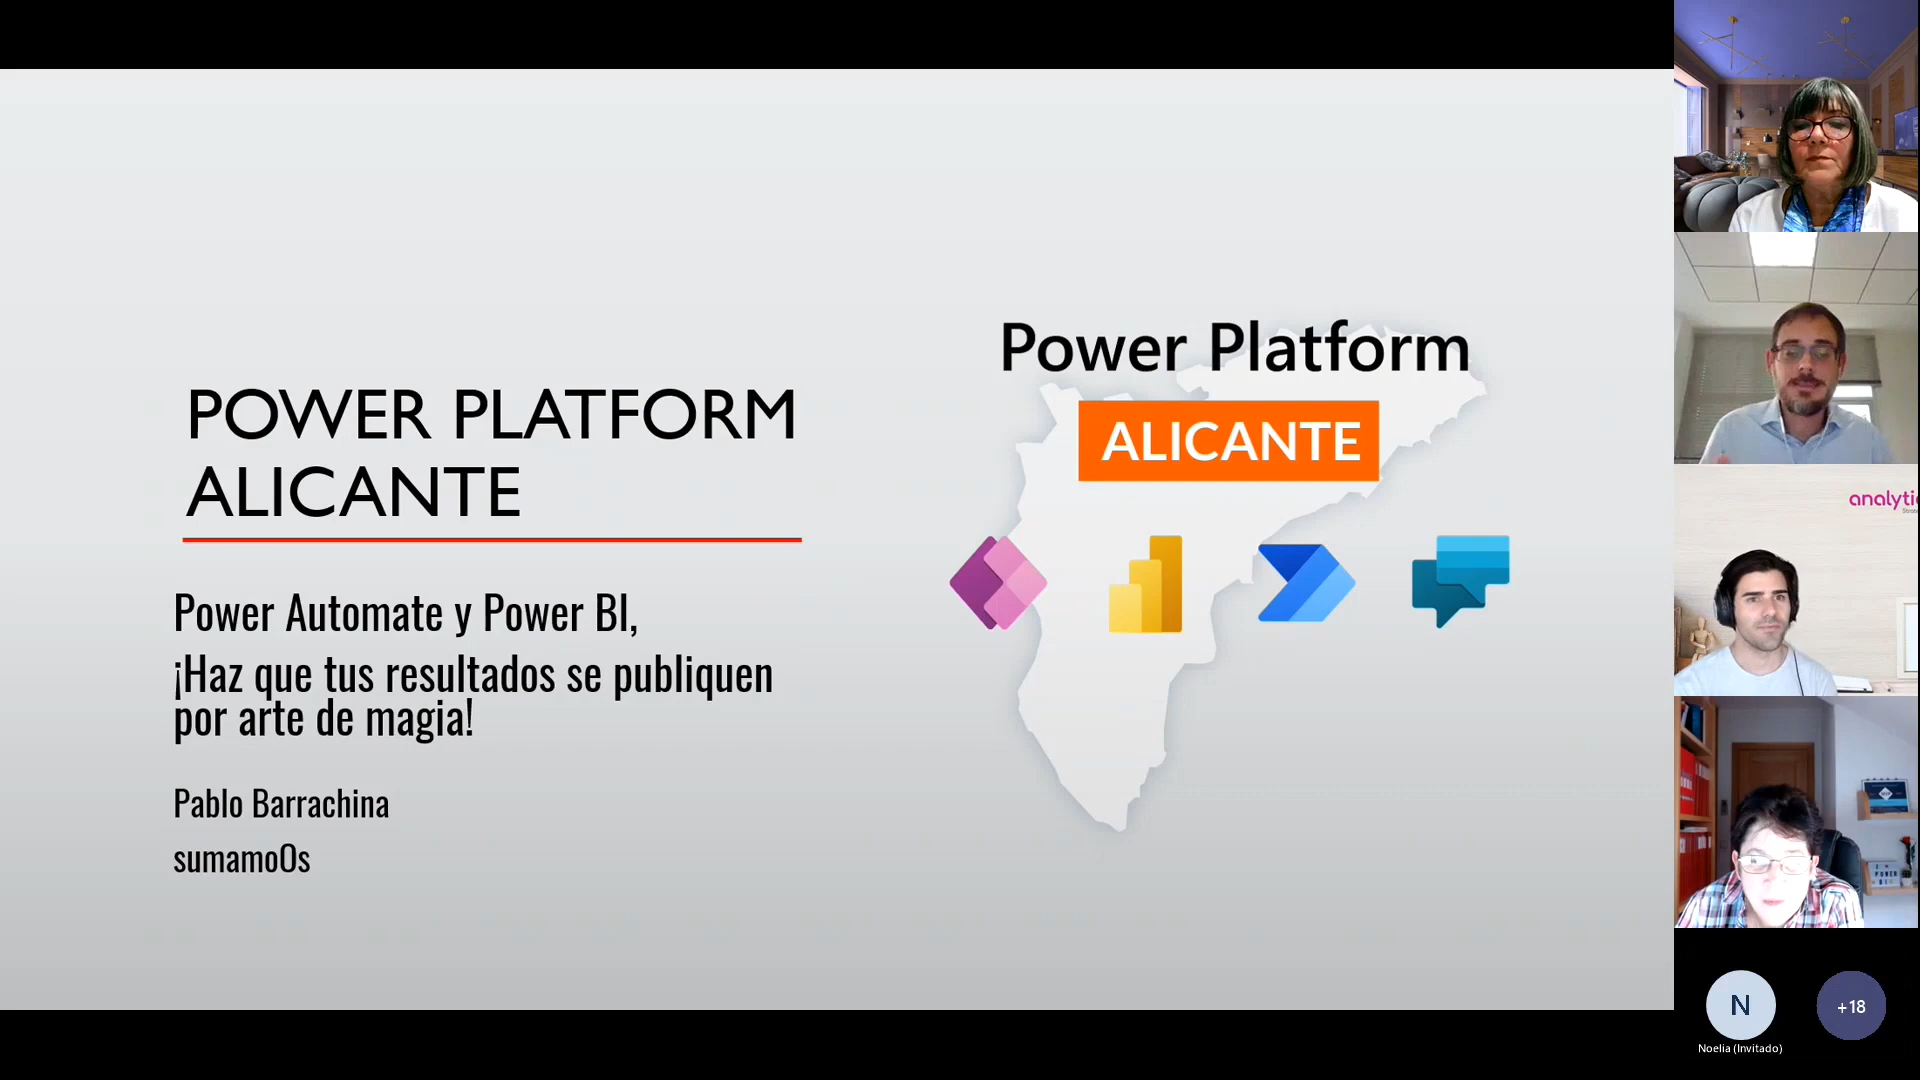 POWER PLATFORM
ALICANTE
Power Automate y Power BI,
¡Haz que tus resultados se publiquen
por arte de magia!
Pablo Barrachina
sumamoOs
Power Platform
ALICANTE
N
Noelia (Invitado)
+18